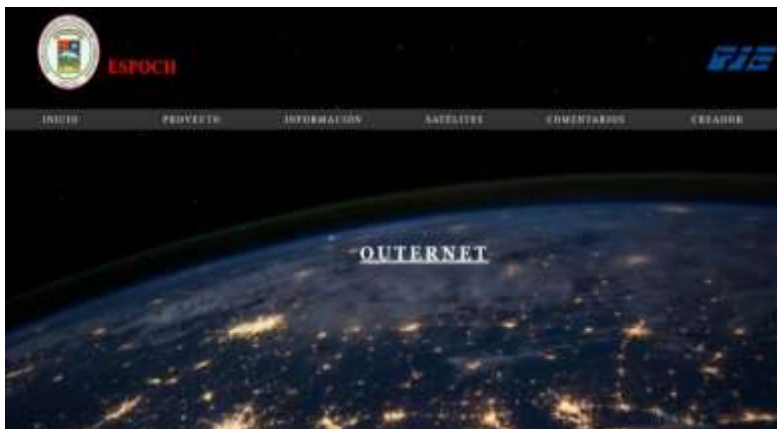 ESPOCH
INICIO PROYECTO INFORMACIÓN SATÉLITES COMENTARIOS CREADOR
OUTERNET